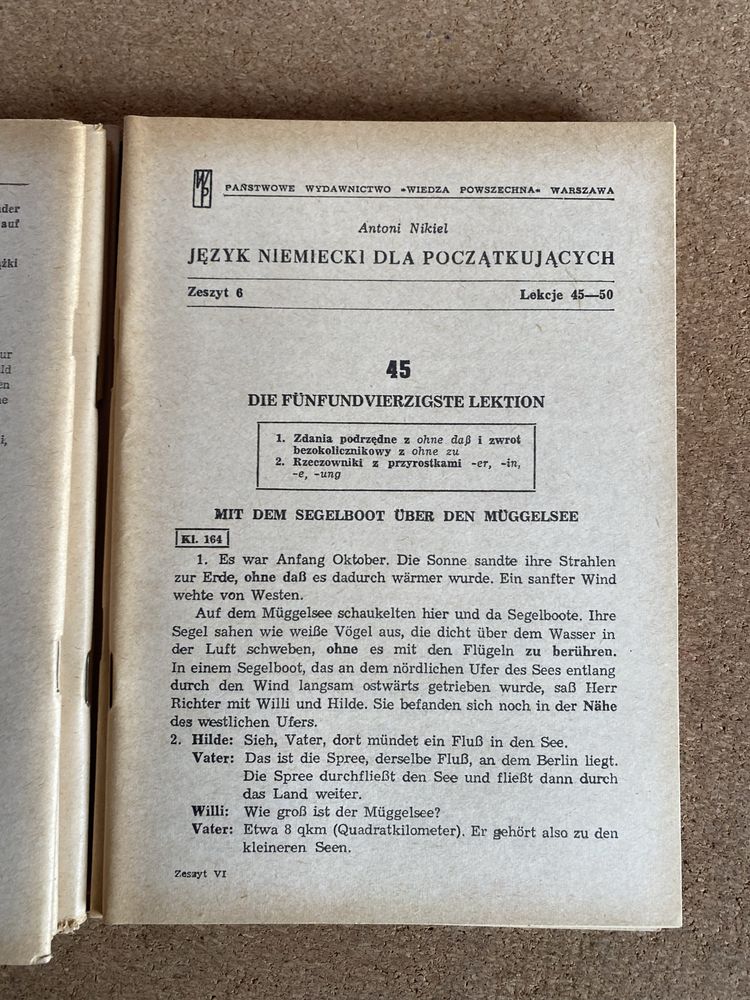 der
auf
ążki
ur
ld
en
ne
i,
WP
PAŃSTWOWE WYDAWNICTWO »WIEDZA POWSZECHNA« WARSZAWA
Antoni Nikiel
JĘZYK NIEMIECKI DLA POCZĄTKUJĄCYCH
Zeszyt 6 Lekcje 45—50
45
DIE FÜNFUNDVIERZIGSTE LEKTION
1. Zdania podrzędne z ohne daß i zwrot
bezokolicznikowy z ohne zu
2. Rzeczowniki z przyrostkami -er, -in,
-e, -ung
MIT DEM SEGELBOOT ÜBER DEN MÜGGELSEE
Kl. 164
1. Es war Anfang Oktober. Die Sonne sandte ihre Strahlen
zur Erde, ohne daß es dadurch wärmer wurde. Ein sanfter Wind
wehte von Westen.
Auf dem Müggelsee schaukelten hier und da Segelboote. Ihre
Segel sahen wie weiße Vögel aus, die dicht über dem Wasser in
der Luft schweben, ohne es mit den Flügeln zu berühren.
In einem Segelboot, das an dem nördlichen Ufer des Sees entlang
durch den Wind langsam ostwärts getrieben wurde, saß Herr
Richter mit Willi und Hilde. Sie befanden sich noch in der Nähe
des westlichen Ufers.
2. Hilde: Sieh, Vater, dort mündet ein Fluß in den See.
Vater: Das ist die Spree, derselbe Fluß, an dem Berlin liegt.
Die Spree durchfließt den See und fließt dann durch
das Land weiter.
Willi: Wie groß ist der Müggelsee?
Vater: Etwa 8 qkm (Quadratkilometer). Er gehört also zu den
kleineren Seen.
Zeszyt VI